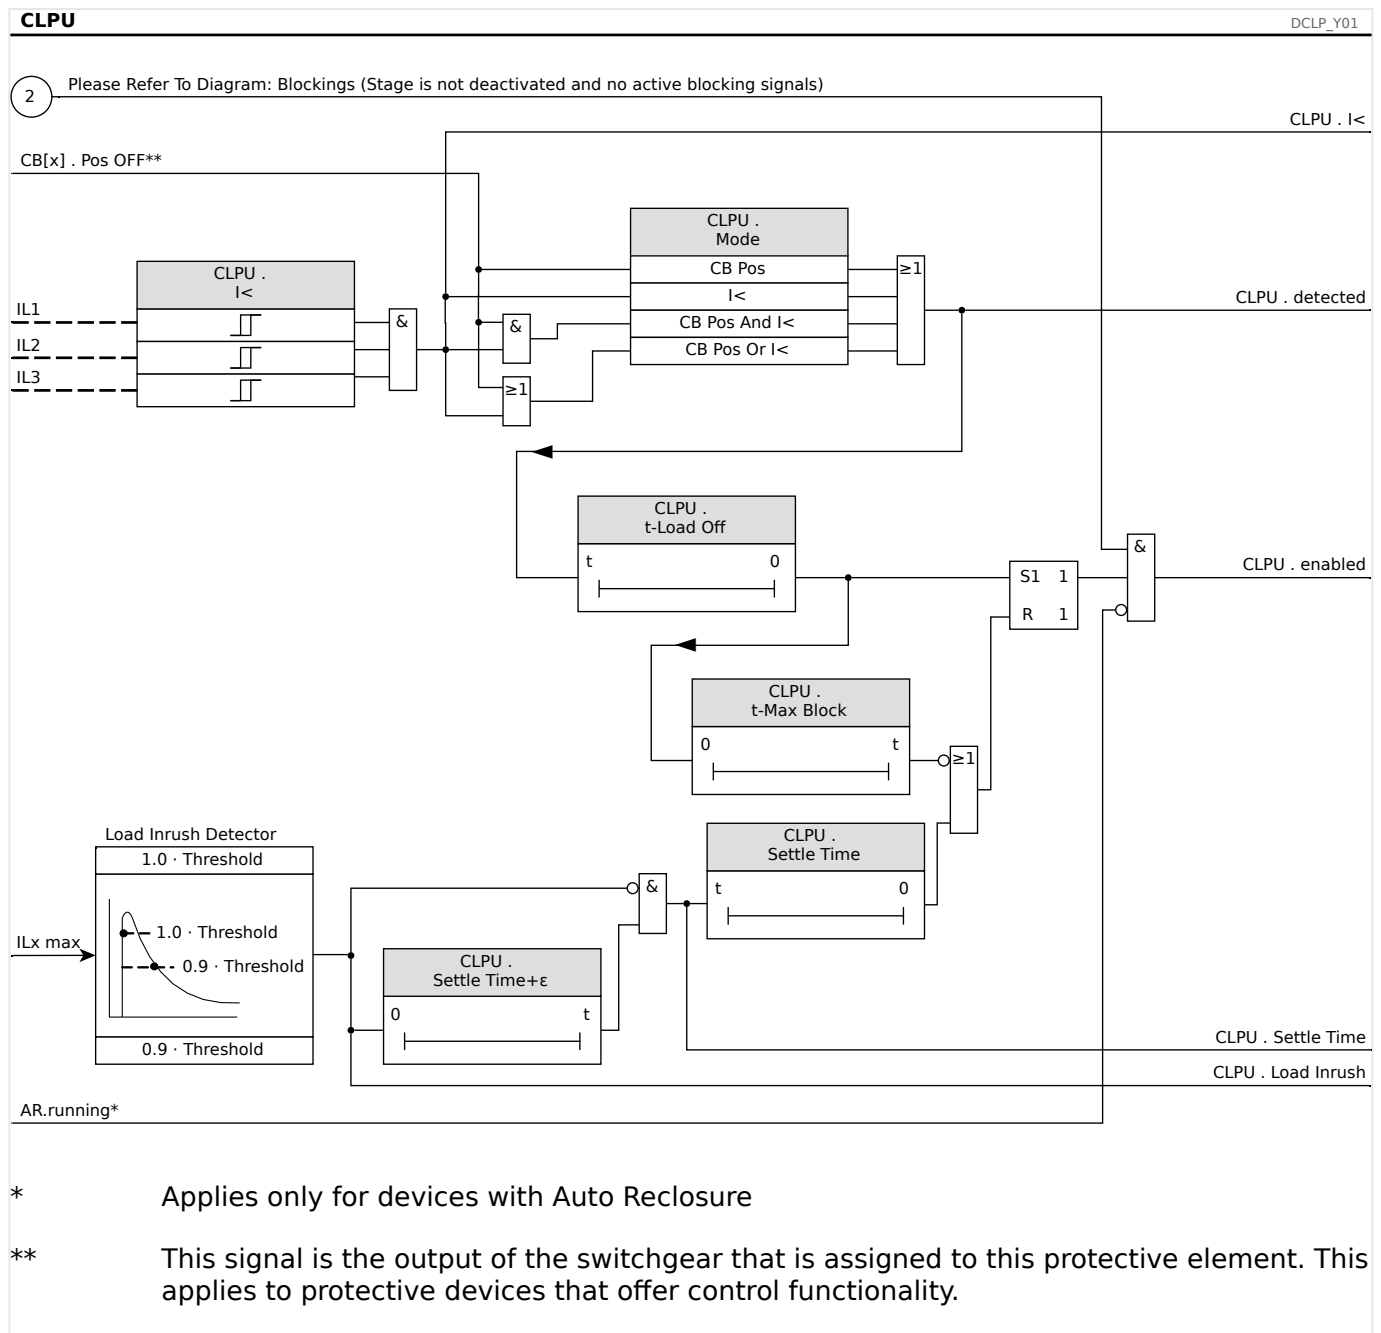 CLPU
DCLP_Y01
2
Please Refer To Diagram: Blockings (Stage is not deactivated and no active blocking signals)
CLPU . I<
CB[x] . Pos OFF**
CLPU .
Mode
CB Pos
I<
CB Pos And I<
CB Pos Or I<
≥1
CLPU . detected
CLPU .
I<
IL1
IL2
IL3
&
&
≥1
CLPU .
t-Load Off
t 0
S1 1
R 1
&
CLPU . enabled
CLPU .
t-Max Block
0 t
≥1
Load Inrush Detector
1.0 · Threshold
1.0 · Threshold
0.9 · Threshold
0.9 · Threshold
ILx max
CLPU .
Settle Time+ε
0 t
&
CLPU .
Settle Time
t 0
CLPU . Settle Time
CLPU . Load Inrush
AR.running*
* Applies only for devices with Auto Reclosure
** This signal is the output of the switchgear that is assigned to this protective element. This
applies to protective devices that offer control functionality.